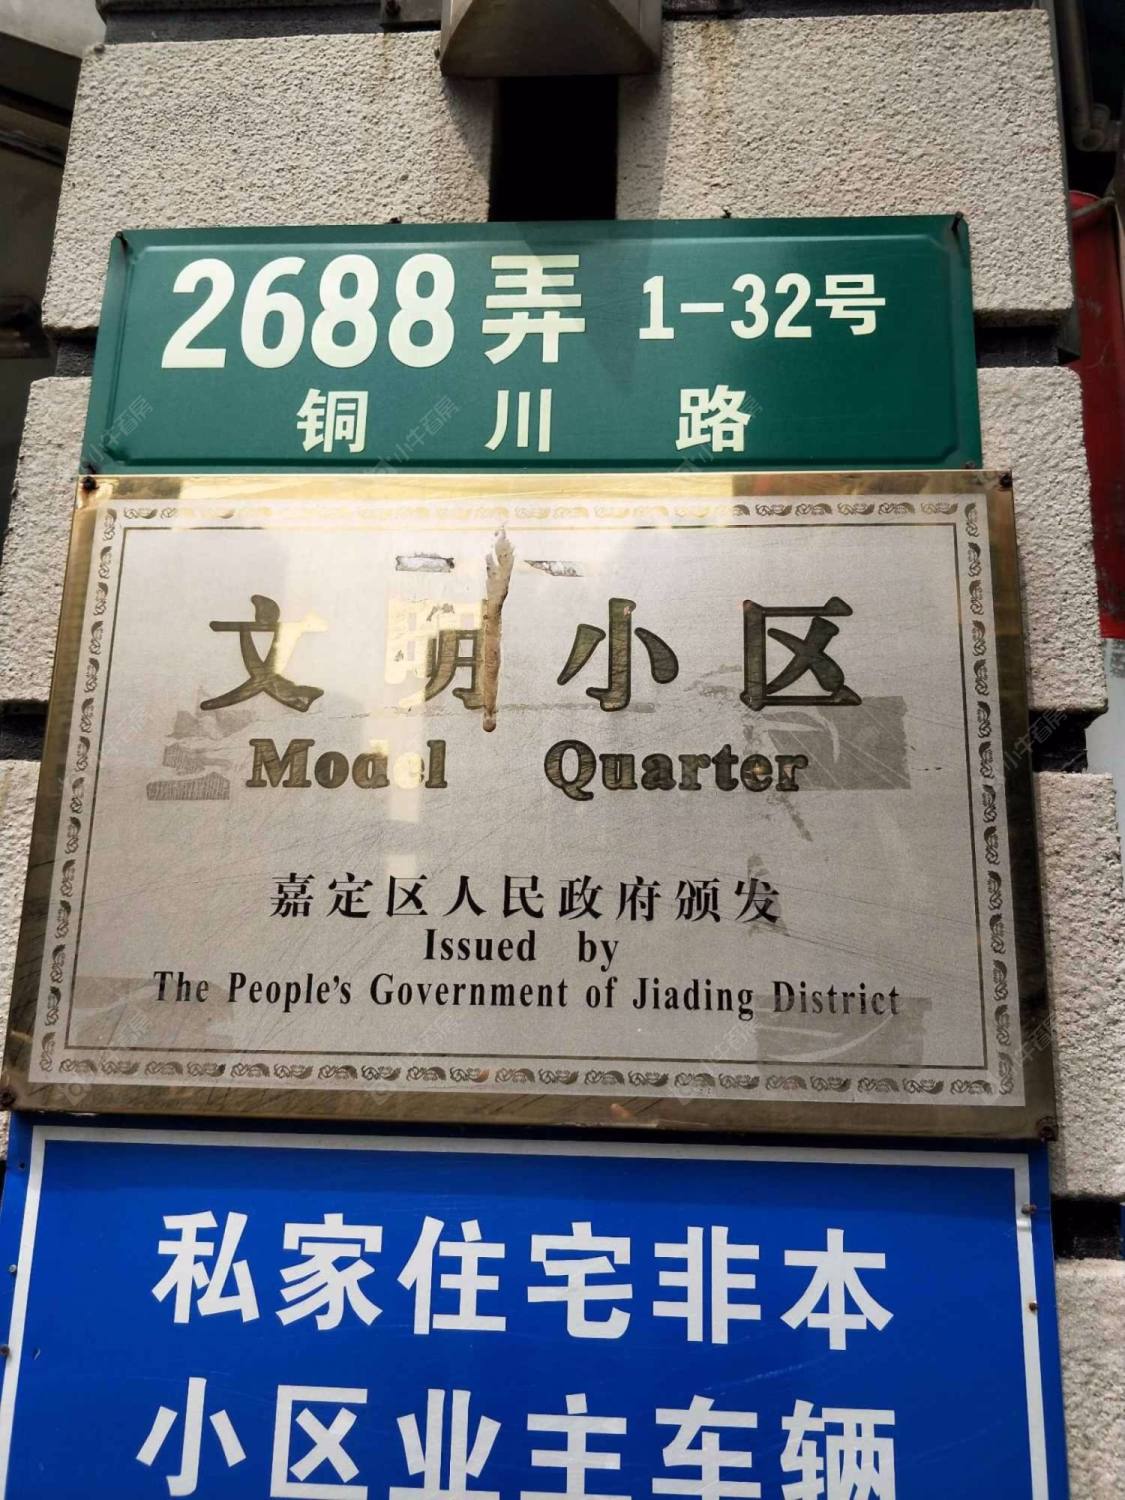 2688弄 1-32号
铜川路
文明小区
Model Quarter
嘉定区人民政府颁发
Issued by
The People's Government of Jiading District
私家住宅非本
小区业主车辆